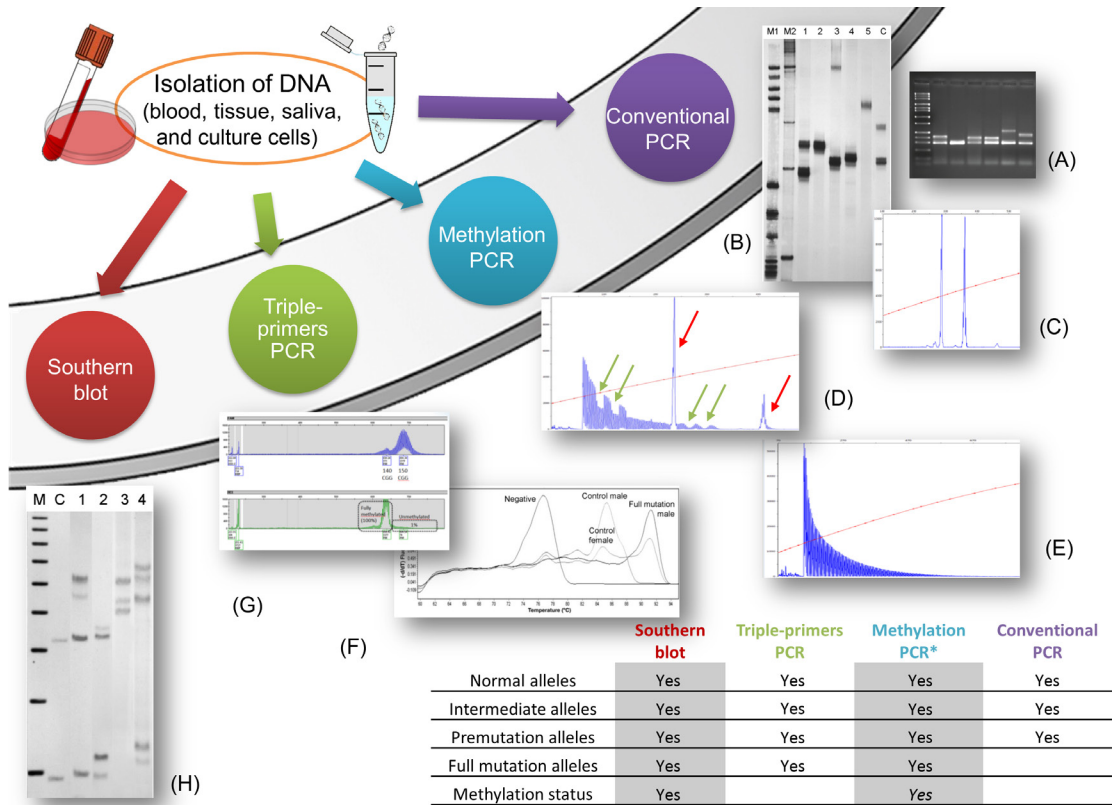 Isolation of DNA
(blood, tissue, saliva,
and culture cells)
Conventional
PCR
Methylation
PCR
Triple-
primers
PCR
Southern
blot
M1 M2 1 2 3 4 5 C
(A)
(B)
(C)
(D)
(E)
140
CGG
150
CGG
Fully
methylated
(100%)
Unmethylated
1%
(G)
Negative
Control male
Full mutation
male
Control
female
Temperature (°C)
(F)
M C 1 2 3 4
(H)
Southern
blot
Triple-primers
PCR
Methylation
PCR*
Conventional
PCR
Normal alleles Yes Yes Yes Yes
Intermediate alleles Yes Yes Yes Yes
Premutation alleles Yes Yes Yes Yes
Full mutation alleles Yes Yes Yes
Methylation status Yes Yes